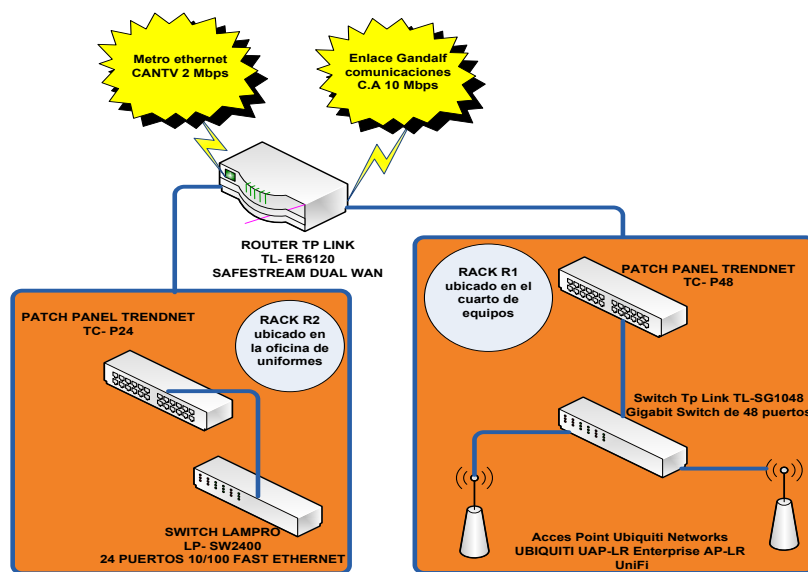 Metro ethernet
CANTV 2 Mbps
Enlace Gandalf
comunicaciones
C.A 10 Mbps
ROUTER TP LINK
TL- ER6120
SAFESTREAM DUAL WAN
PATCH PANEL TRENDNET
TC- P24
RACK R2
ubicado en
la oficina de
uniformes
SWITCH LAMPRO
LP- SW2400
24 PUERTOS 10/100 FAST ETHERNET
RACK R1
ubicado en el
cuarto de
equipos
PATCH PANEL TRENDNET
TC- P48
Switch Tp Link TL-SG1048
Gigabit Switch de 48 puertos
Acces Point Ubiquiti Networks
UBIQUITI UAP-LR Enterprise AP-LR
UniFi